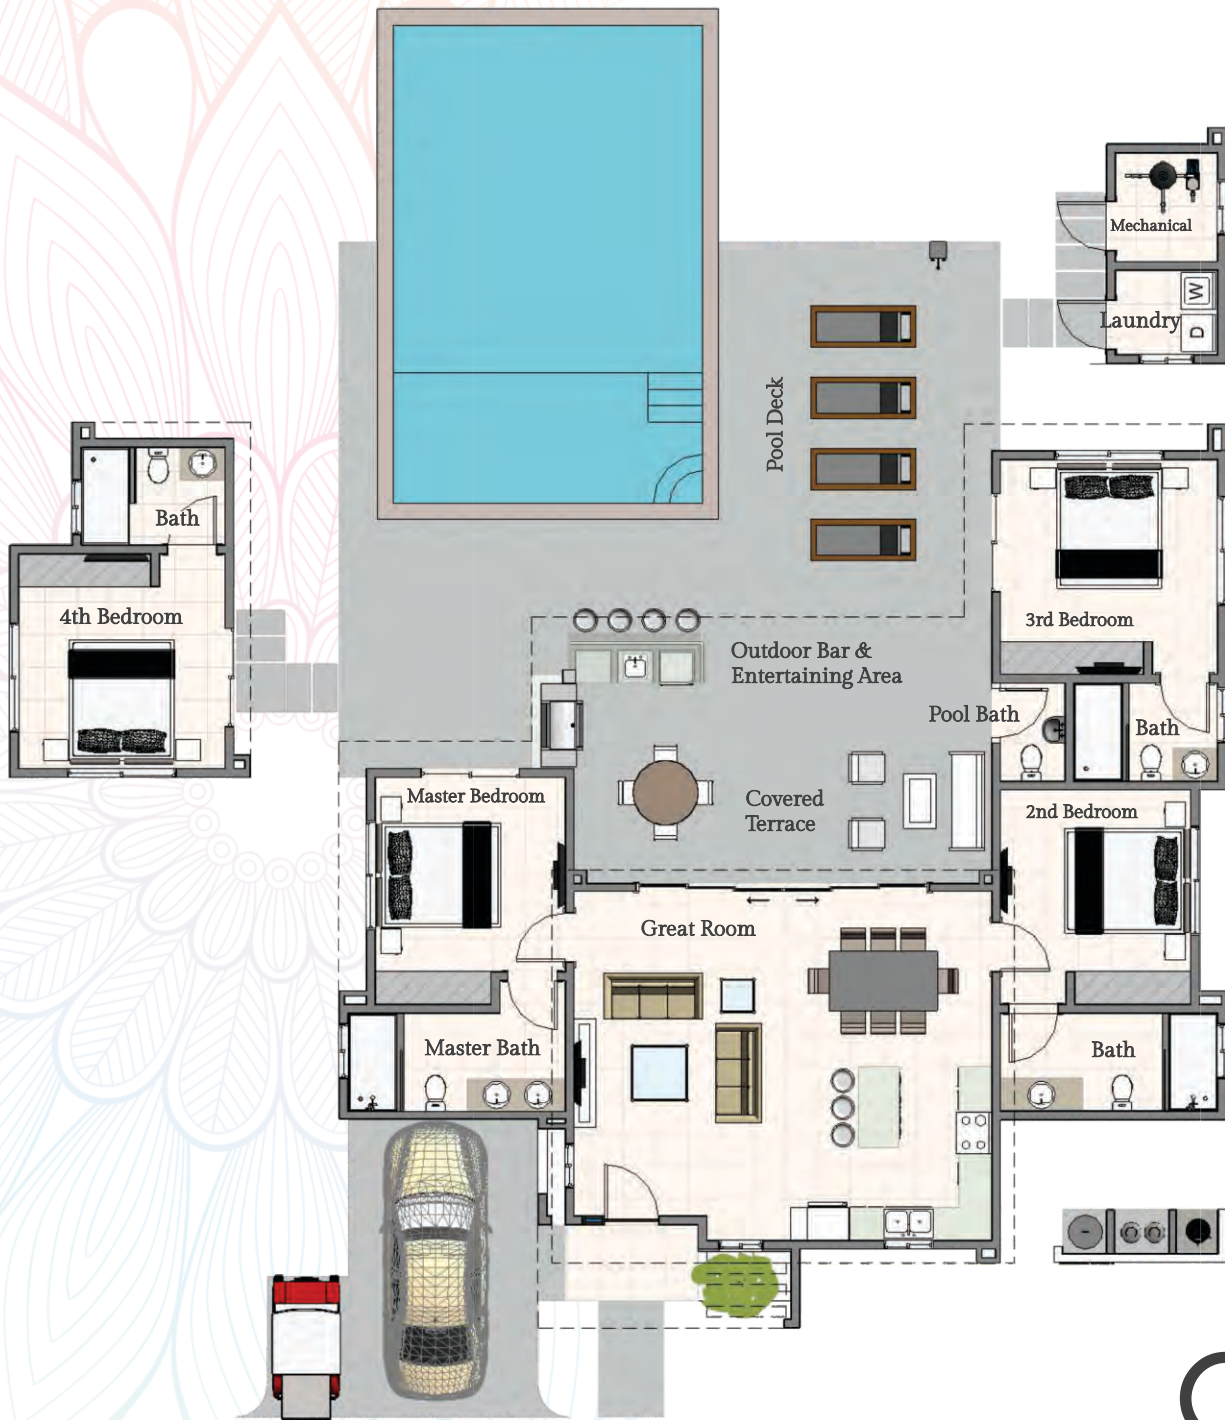 Mechanical
W
Laundry
D
Pool Deck
Bath
4th Bedroom
3rd Bedroom
Outdoor Bar &
Entertaining Area
Pool Bath
Bath
Master Bedroom
Covered
Terrace
2nd Bedroom
Great Room
Master Bath
Bath